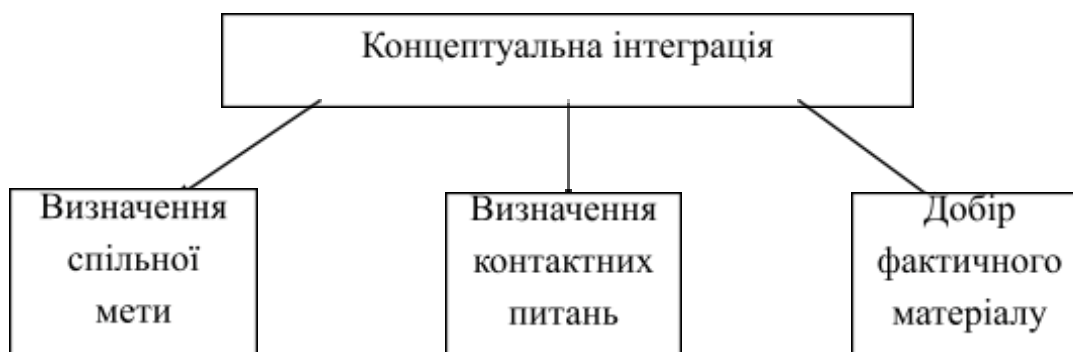 Концептуальна інтеграція
Визначення
спільної
мети
Визначення
контактних
питань
Добір
фактичного
матеріалу